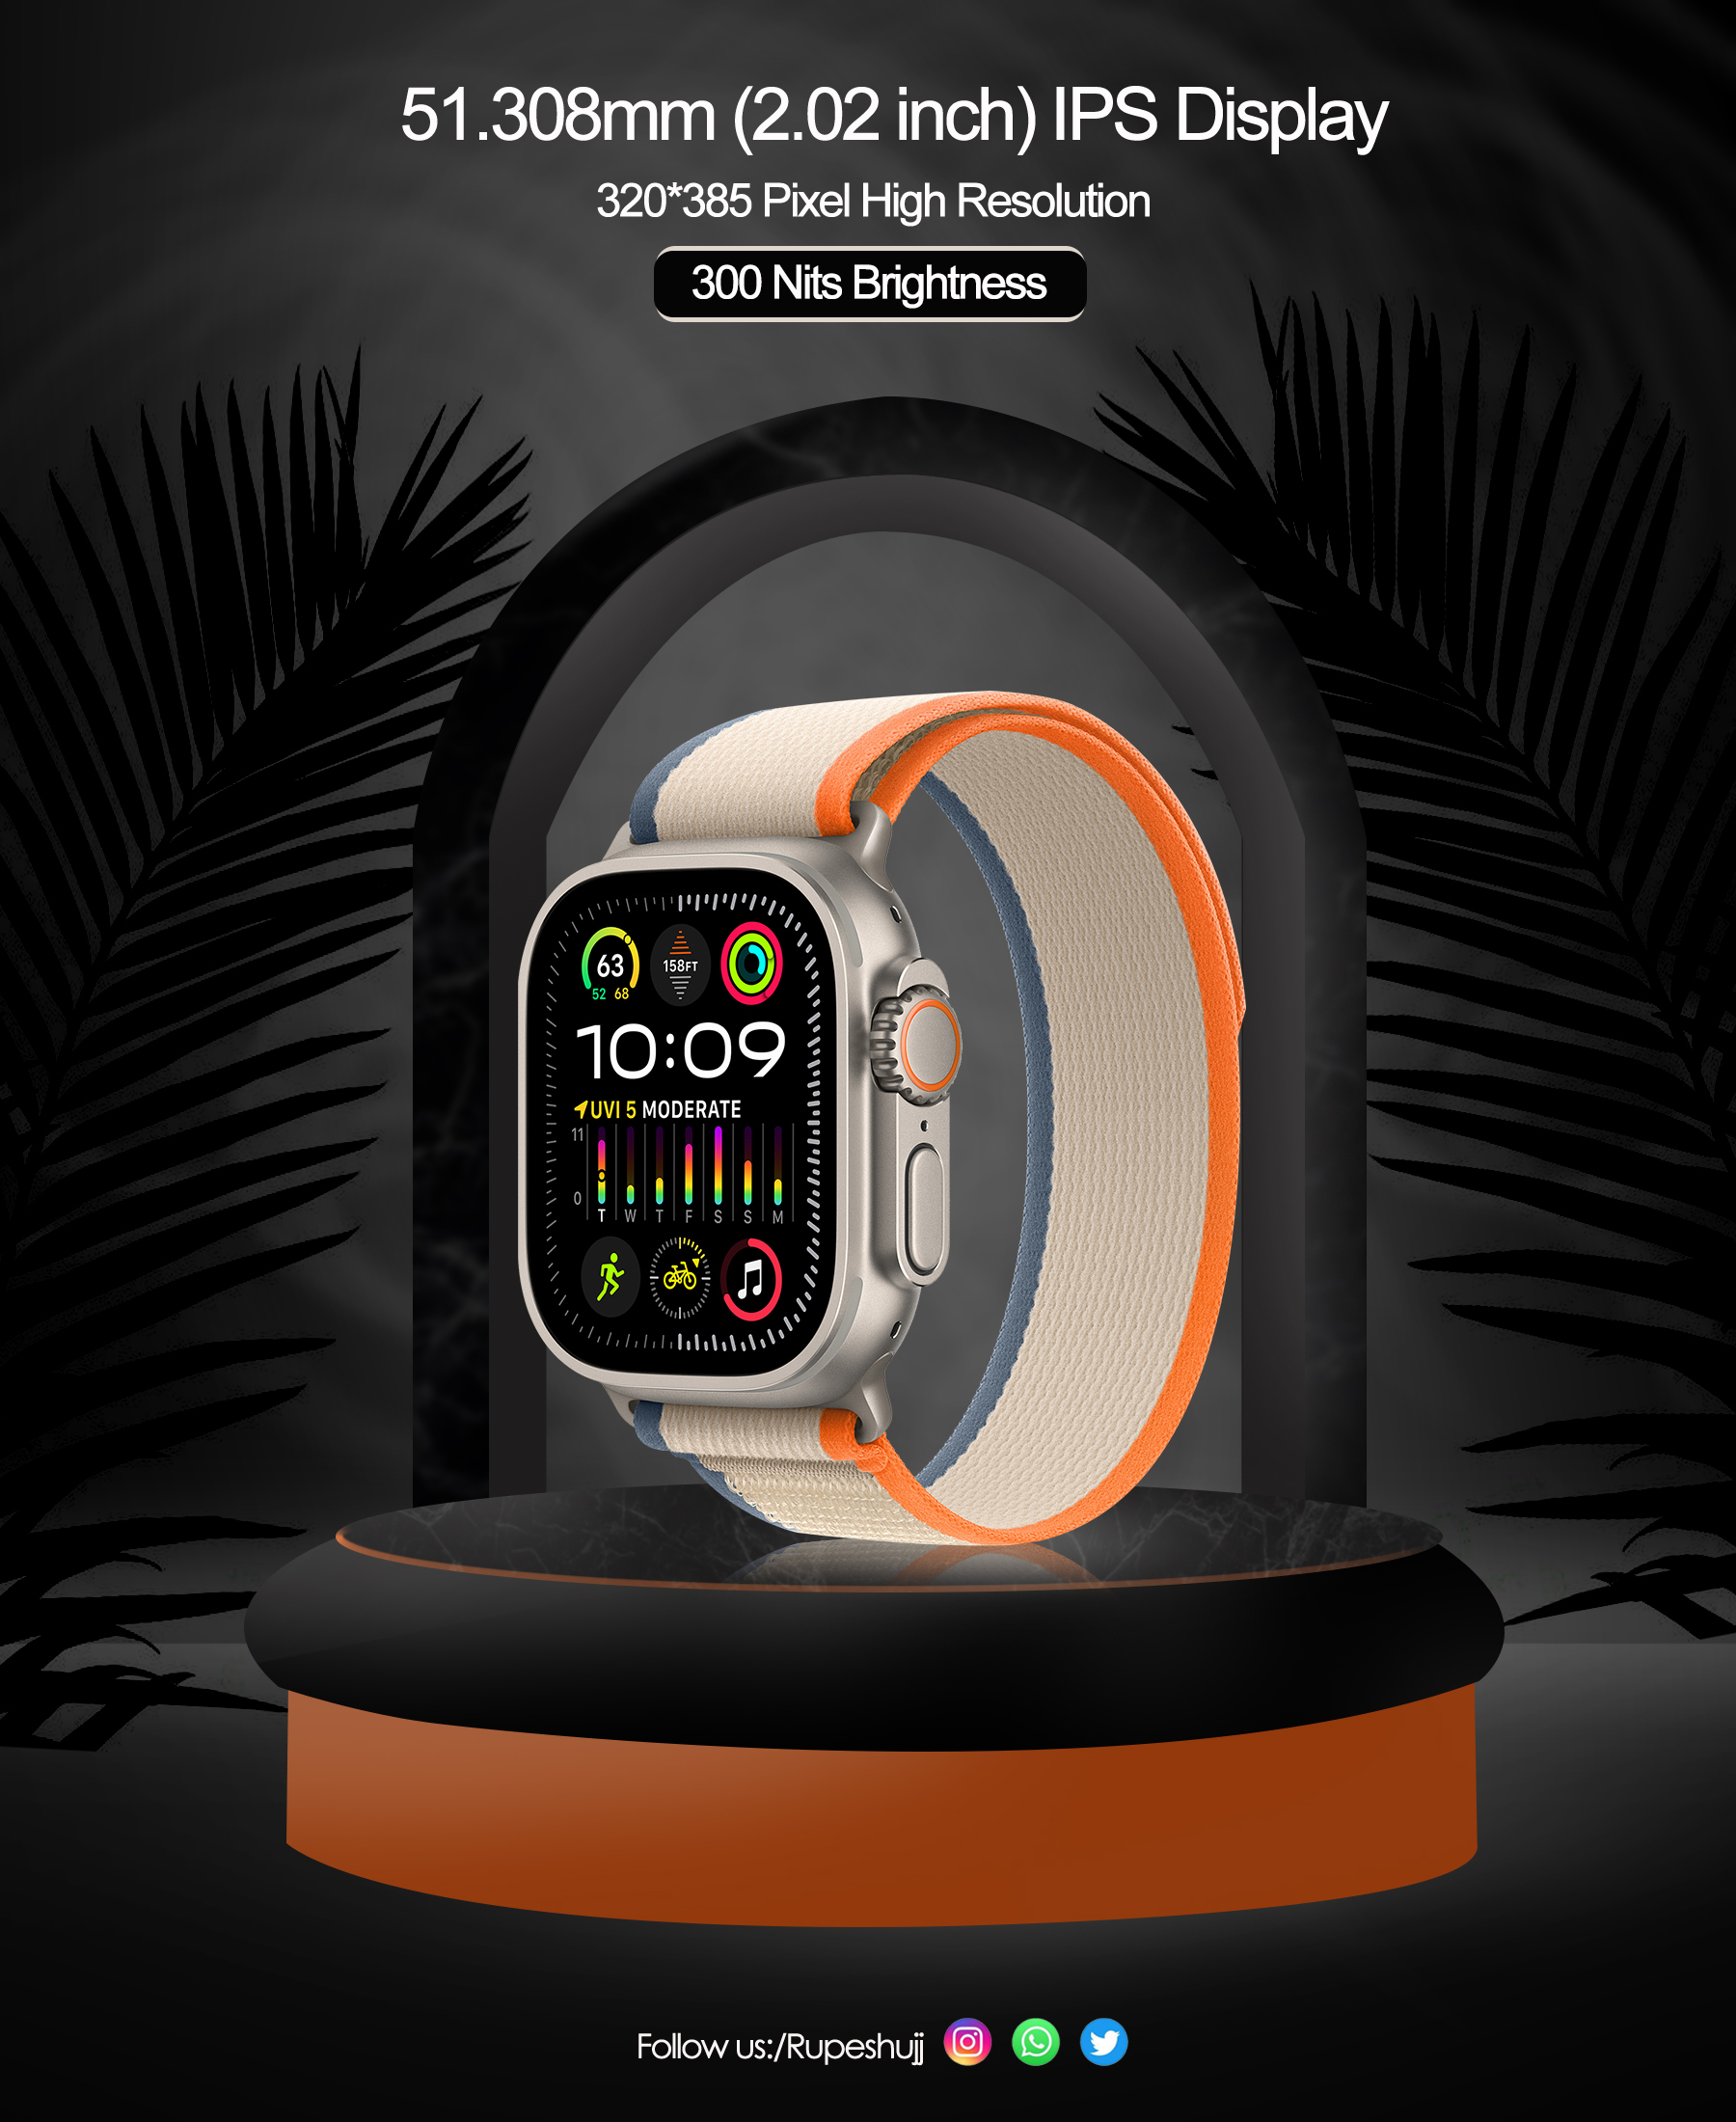 51.308mm (2.02 inch) IPS Display
320*385 Pixel High Resolution
300 Nits Brightness
63
52 68
158FT
10:09
UVI 5 MODERATE
11
0
T W T F S S M
Follow us:/Rupeshujj